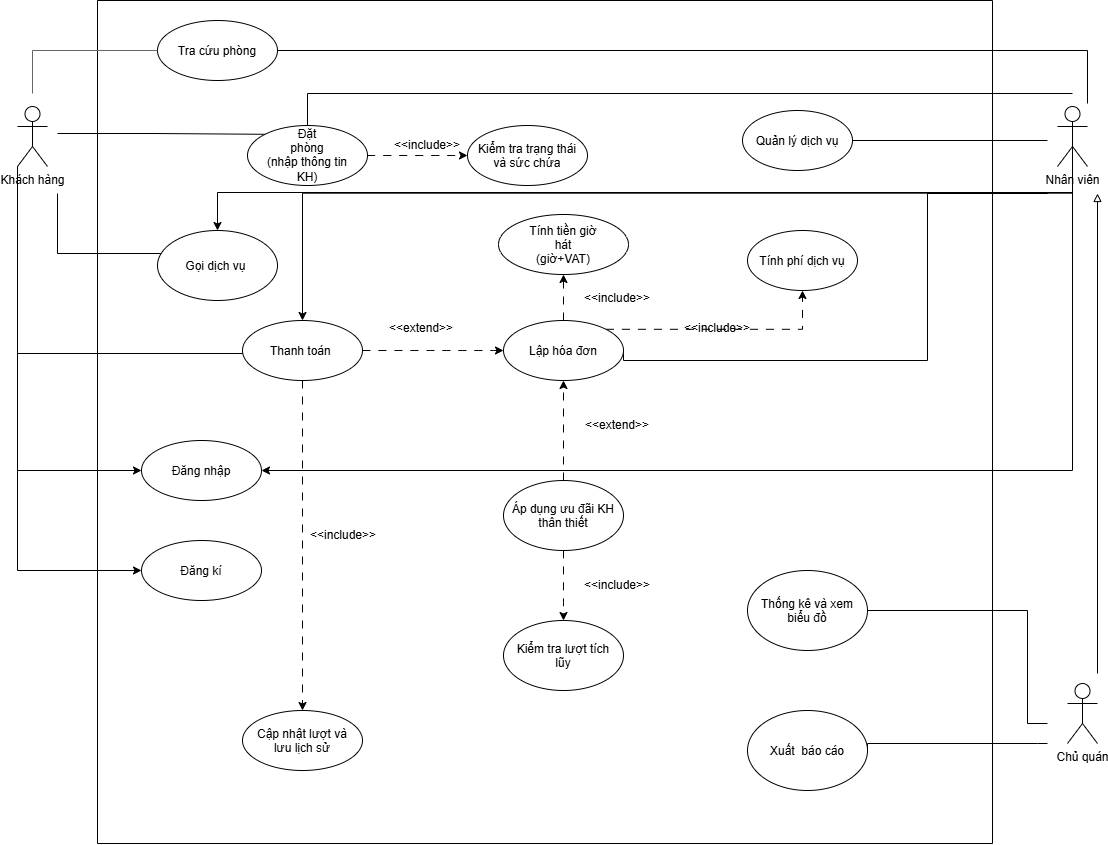 Tra cứu phòng
Khách hàng
Đặt
phòng
(nhập thông tin
KH)
<<include>>
Kiểm tra trạng thái
và sức chứa
Quản lý dịch vụ
Nhân viên
Gọi dịch vụ
Tính tiền giờ
hát
(giờ+VAT)
Tính phí dịch vụ
<<include>>
<<include>>
Thanh toán
<<extend>>
Lập hóa đơn
<<extend>>
Đăng nhập
Áp dụng ưu đãi KH
thân thiết
<<include>>
Đăng kí
<<include>>
Thống kê và xem
biểu đồ
Kiểm tra lượt tích
lũy
Cập nhật lượt và
lưu lịch sử
Xuất  báo cáo
Chủ quán